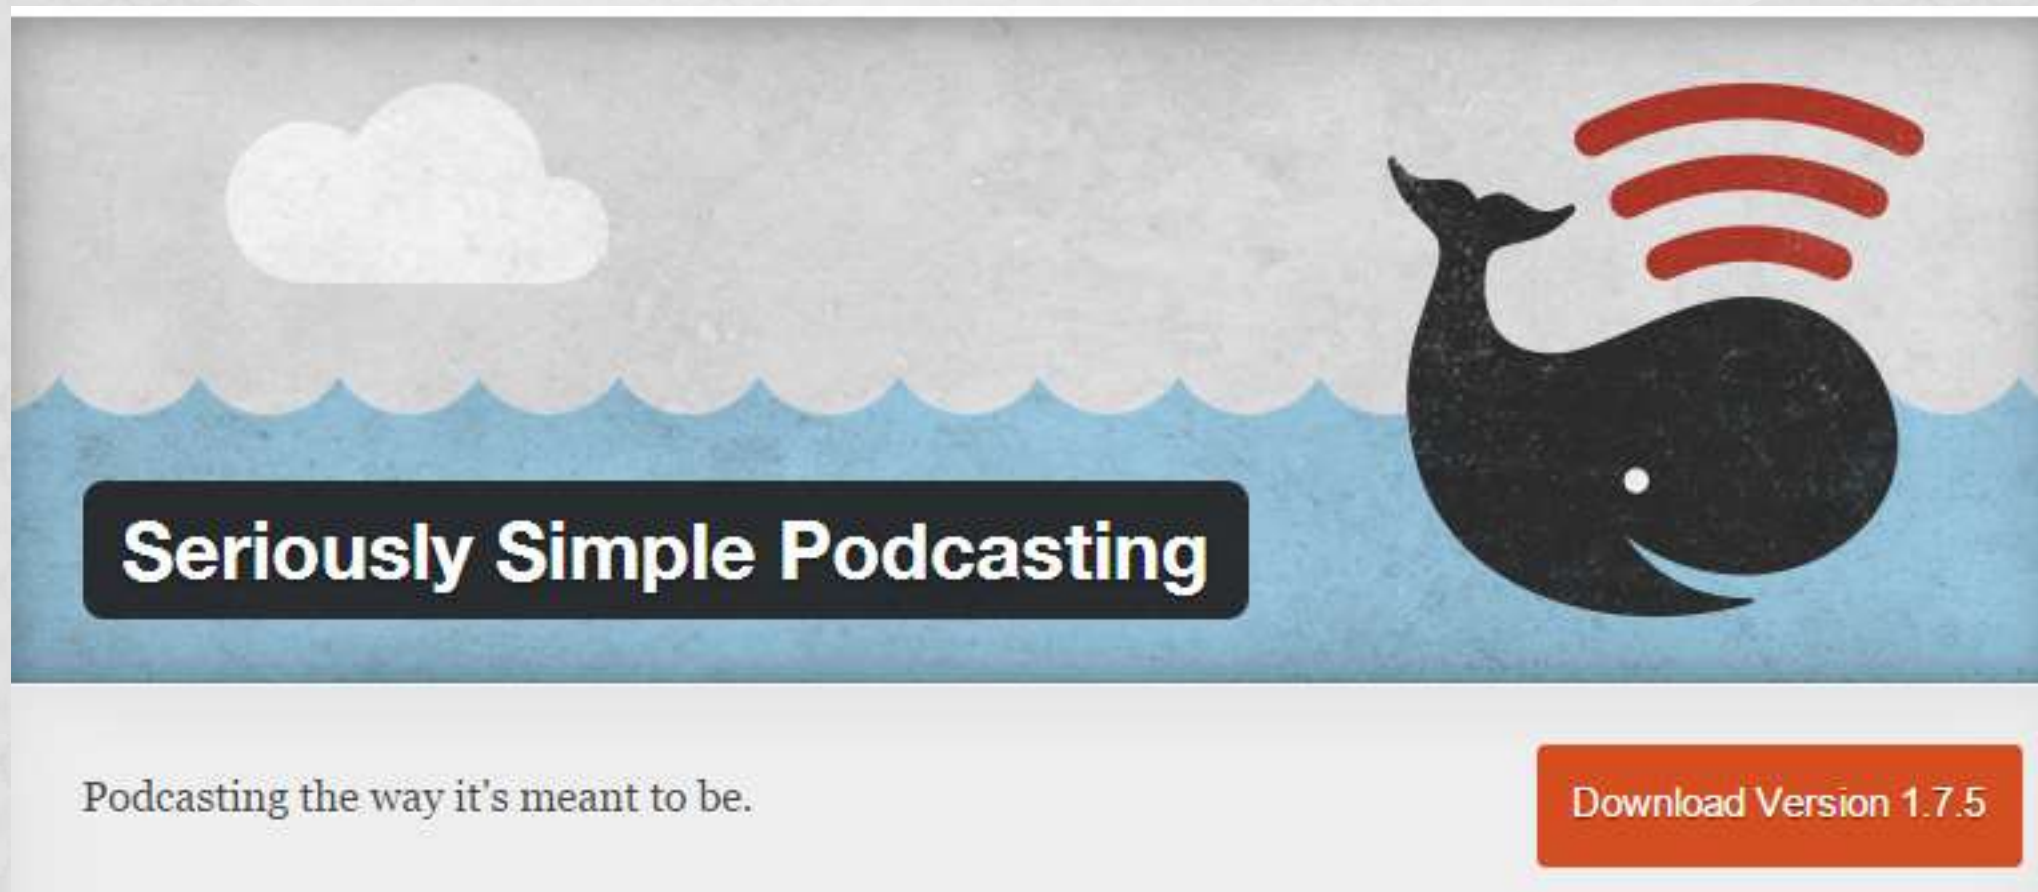 Seriously Simple Podcasting
Podcasting the way it's meant to be.
Download Version 1.7.5